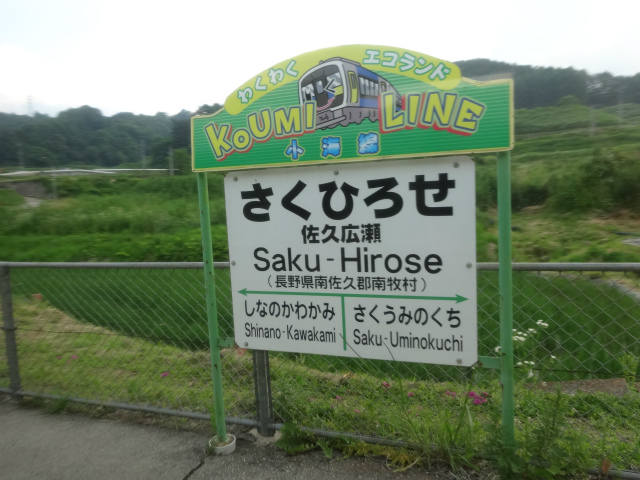 わくわく エコランド
KOUMI LINE
小海線
さくひろせ
佐久広瀬
Saku-Hirose
(長野県南佐久郡南牧村)
しなのかわかみ さくうみのくち
Shinano-Kawakami Saku-Uminokuchi